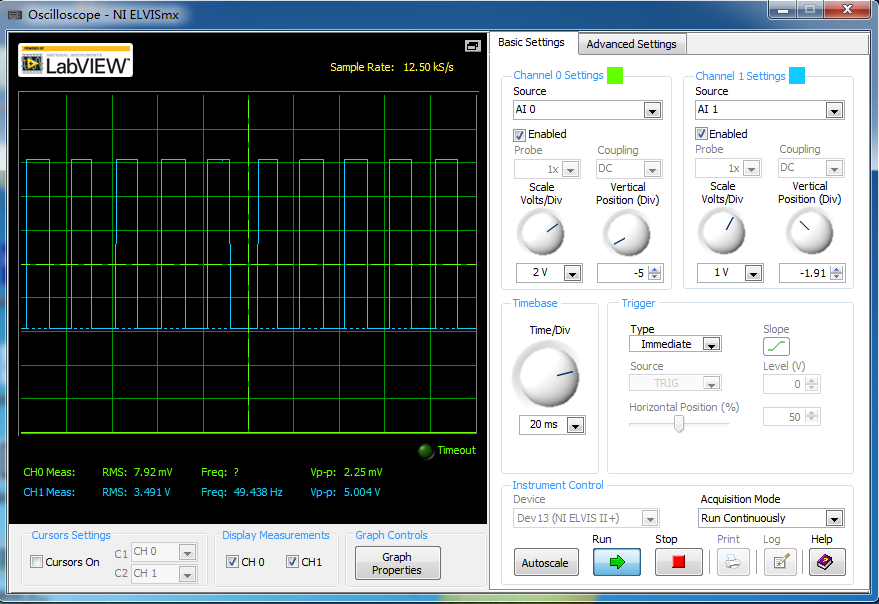 Oscilloscope - NI ELVISmx
POWERED BY
NATIONAL INSTRUMENTS
LabVIEW™
Sample Rate: 12.50 kS/s
Timeout
CH0 Meas: RMS: 7.92 mV Freq: ? Vp-p: 2.25 mV
CH1 Meas: RMS: 3.491 V Freq: 49.438 Hz Vp-p: 5.004 V
Cursors Settings
Cursors On
C1 CH 0
C2 CH 1
Display Measurements
CH 0 CH1
Graph Controls
Graph
Properties
Basic Settings Advanced Settings
Channel 0 Settings
Source
AI 0
Enabled
Probe Coupling
1x DC
Scale
Volts/Div
Vertical
Position (Div)
2 V -5
Channel 1 Settings
Source
AI 1
Enabled
Probe Coupling
1x DC
Scale
Volts/Div
Vertical
Position (Div)
1 V -1.91
Timebase
Time/Div
20 ms
Trigger
Type
Immediate
Slope
Source
TRIG
Level (V)
0
Horizontal Position (%)
50
Instrument Control
Device
Dev13 (NI ELVIS II+)
Acquisition Mode
Run Continuously
Run Stop Print Log Help
Autoscale